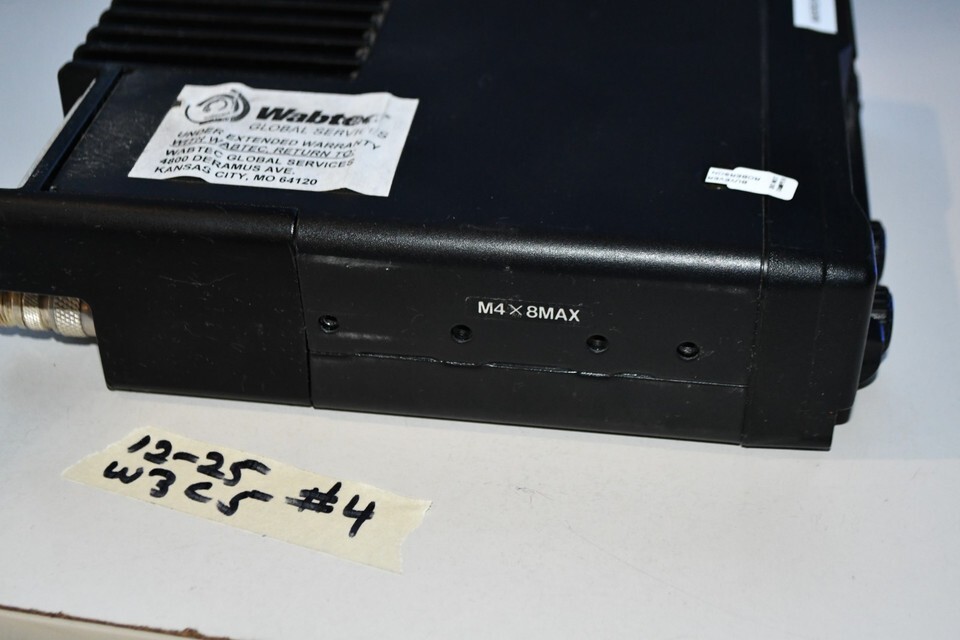 Wabtec
GLOBAL SERVICES
UNDER EXTENDED WARRANTY
WITH WABTEC, RETURN TO:
WABTEC GLOBAL SERVICES
4800 DERAMUS AVE.
KANSAS CITY, MO 64120
M4×8MAX
12-25
W3C5 #4